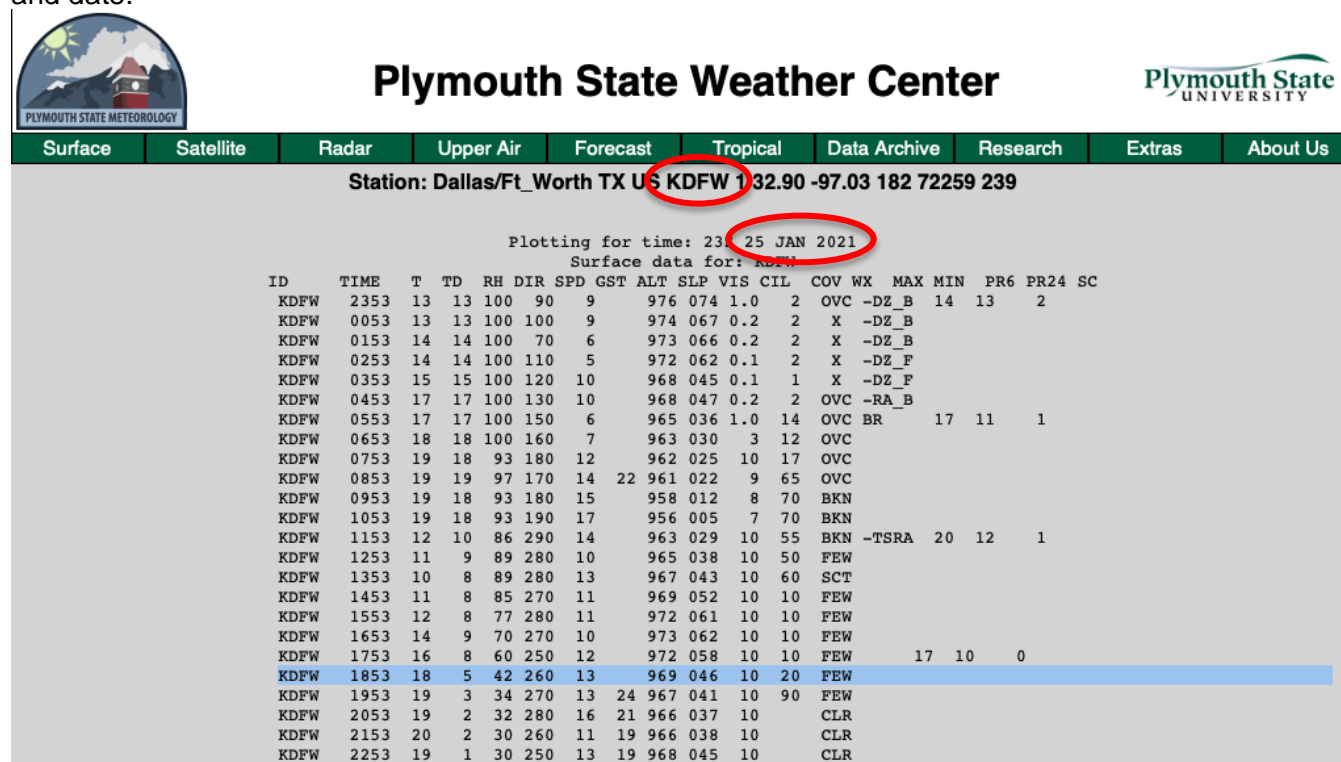 and date.
PLYMOUTH STATE METEOROLOGY
Plymouth State Weather Center
Plymouth State
UNIVERSITY
Surface Satellite Radar Upper Air Forecast Tropical Data Archive Research Extras About Us
Station: Dallas/Ft_Worth TX US KDFW 1 32.90 -97.03 182 72259 239
Plotting for time: 23Z 25 JAN 2021
Surface data for: KDFW
ID TIME T TD RH DIR SPD GST ALT SLP VIS CIL COV WX MAX MIN PR6 PR24 SC
KDFW 2353 13 13 100 90 9 976 074 1.0 2 OVC -DZ_B 14 13 2
KDFW 0053 13 13 100 100 9 974 067 0.2 2 X -DZ_B
KDFW 0153 14 14 100 70 6 973 066 0.2 2 X -DZ_B
KDFW 0253 14 14 100 110 5 972 062 0.1 2 X -DZ_F
KDFW 0353 15 15 100 120 10 968 045 0.1 1 X -DZ_F
KDFW 0453 17 17 100 130 10 968 047 0.2 2 OVC -RA_B
KDFW 0553 17 17 100 150 6 965 036 1.0 14 OVC BR 17 11 1
KDFW 0653 18 18 100 160 7 963 030 3 12 OVC
KDFW 0753 19 18 93 180 12 962 025 10 17 OVC
KDFW 0853 19 19 97 170 14 22 961 022 9 65 OVC
KDFW 0953 19 18 93 180 15 958 012 8 70 BKN
KDFW 1053 19 18 93 190 17 956 005 7 70 BKN
KDFW 1153 12 10 86 290 14 963 029 10 55 BKN -TSRA 20 12 1
KDFW 1253 11 9 89 280 10 965 038 10 50 FEW
KDFW 1353 10 8 89 280 13 967 043 10 60 SCT
KDFW 1453 11 8 85 270 11 969 052 10 10 FEW
KDFW 1553 12 8 77 280 11 972 061 10 10 FEW
KDFW 1653 14 9 70 270 10 973 062 10 10 FEW
KDFW 1753 16 8 60 250 12 972 058 10 10 FEW 17 10 0
KDFW 1853 18 5 42 260 13 969 046 10 20 FEW
KDFW 1953 19 3 34 270 13 24 967 041 10 90 FEW
KDFW 2053 19 2 32 280 16 21 966 037 10 CLR
KDFW 2153 20 2 30 260 11 19 966 038 10 CLR
KDFW 2253 19 1 30 250 13 19 968 045 10 CLR